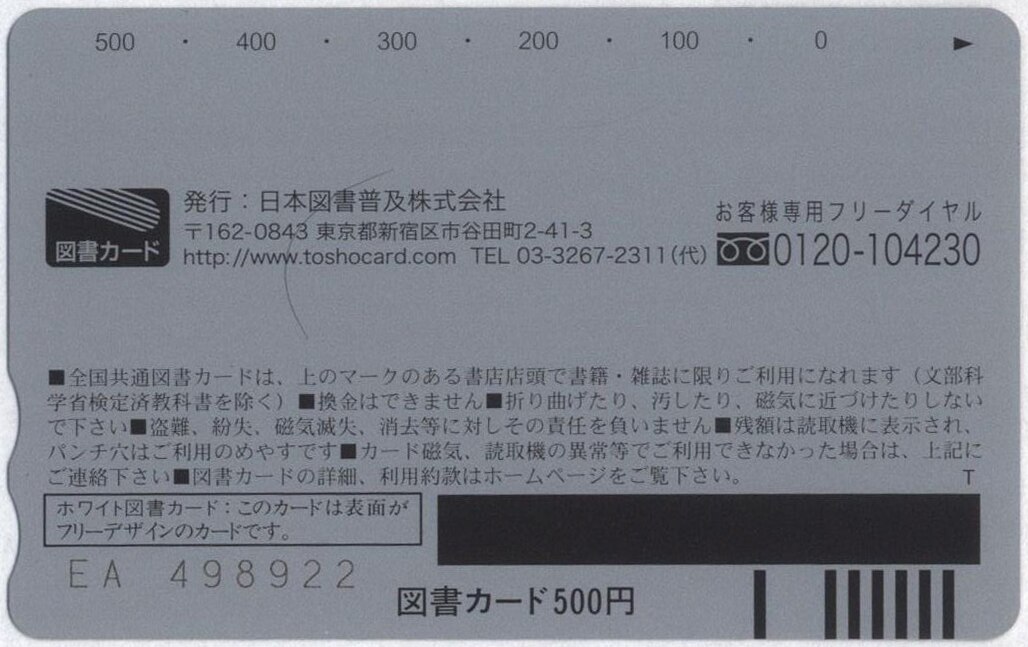 500 ・ 400 ・ 300 ・ 200 ・ 100 ・ 0 ▶
図書カード
発行：日本図書普及株式会社
〒162-0843 東京都新宿区市谷田町2-41-3
http://www.toshocard.com TEL 03-3267-2311（代）
お客様専用フリーダイヤル
0120-104230
■全国共通図書カードは、上のマークのある書店店頭で書籍・雑誌に限りご利用になれます（文部科
学省検定済教科書を除く）■換金はできません■折り曲げたり、汚したり、磁気に近づけたりしない
で下さい■盗難、紛失、磁気滅失、消去等に対しその責任を負いません■残額は読取機に表示され、
パンチ穴はご利用のめやすです■カード磁気、読取機の異常等でご利用できなかった場合は、上記に
ご連絡下さい■図書カードの詳細、利用約款はホームページをご覧下さい。
T
ホワイト図書カード：このカードは表面が
フリーデザインのカードです。
EA 498922
図書カード500円